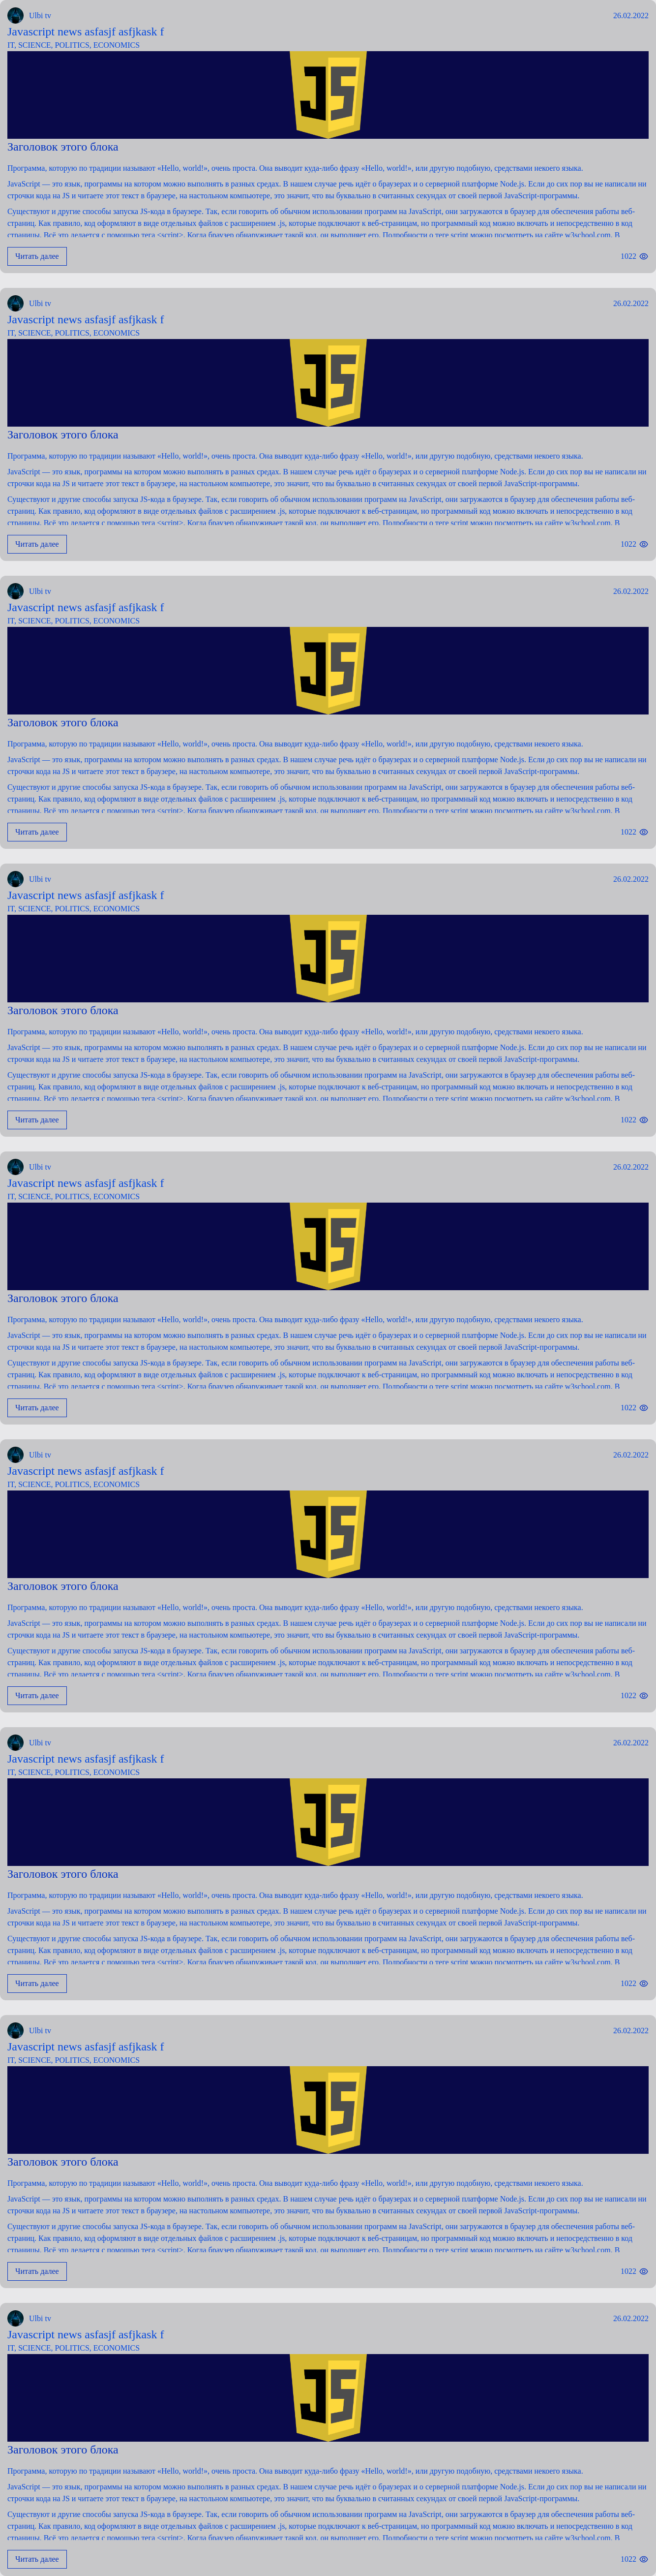 Ulbi tv 26.02.2022
Javascript news asfasjf asfjkask f
IT, SCIENCE, POLITICS, ECONOMICS
JS
Заголовок этого блока
Программа, которую по традиции называют «Hello, world!», очень проста. Она выводит куда-либо фразу «Hello, world!», или другую подобную, средствами некоего языка.
JavaScript — это язык, программы на котором можно выполнять в разных средах. В нашем случае речь идёт о браузерах и о серверной платформе Node.js. Если до сих пор вы не написали ни
строчки кода на JS и читаете этот текст в браузере, на настольном компьютере, это значит, что вы буквально в считанных секундах от своей первой JavaScript-программы.
Существуют и другие способы запуска JS-кода в браузере. Так, если говорить об обычном использовании программ на JavaScript, они загружаются в браузер для обеспечения работы веб-
страниц. Как правило, код оформляют в виде отдельных файлов с расширением .js, которые подключают к веб-страницам, но программный код можно включать и непосредственно в код
страницы. Всё это делается с помощью тега <script>. Когда браузер обнаруживает такой код, он выполняет его. Подробности о теге script можно посмотреть на сайте w3school.com. В
Читать далее 1022
Ulbi tv 26.02.2022
Javascript news asfasjf asfjkask f
IT, SCIENCE, POLITICS, ECONOMICS
JS
Заголовок этого блока
Программа, которую по традиции называют «Hello, world!», очень проста. Она выводит куда-либо фразу «Hello, world!», или другую подобную, средствами некоего языка.
JavaScript — это язык, программы на котором можно выполнять в разных средах. В нашем случае речь идёт о браузерах и о серверной платформе Node.js. Если до сих пор вы не написали ни
строчки кода на JS и читаете этот текст в браузере, на настольном компьютере, это значит, что вы буквально в считанных секундах от своей первой JavaScript-программы.
Существуют и другие способы запуска JS-кода в браузере. Так, если говорить об обычном использовании программ на JavaScript, они загружаются в браузер для обеспечения работы веб-
страниц. Как правило, код оформляют в виде отдельных файлов с расширением .js, которые подключают к веб-страницам, но программный код можно включать и непосредственно в код
страницы. Всё это делается с помощью тега <script>. Когда браузер обнаруживает такой код, он выполняет его. Подробности о теге script можно посмотреть на сайте w3school.com. В
Читать далее 1022
Ulbi tv 26.02.2022
Javascript news asfasjf asfjkask f
IT, SCIENCE, POLITICS, ECONOMICS
JS
Заголовок этого блока
Программа, которую по традиции называют «Hello, world!», очень проста. Она выводит куда-либо фразу «Hello, world!», или другую подобную, средствами некоего языка.
JavaScript — это язык, программы на котором можно выполнять в разных средах. В нашем случае речь идёт о браузерах и о серверной платформе Node.js. Если до сих пор вы не написали ни
строчки кода на JS и читаете этот текст в браузере, на настольном компьютере, это значит, что вы буквально в считанных секундах от своей первой JavaScript-программы.
Существуют и другие способы запуска JS-кода в браузере. Так, если говорить об обычном использовании программ на JavaScript, они загружаются в браузер для обеспечения работы веб-
страниц. Как правило, код оформляют в виде отдельных файлов с расширением .js, которые подключают к веб-страницам, но программный код можно включать и непосредственно в код
страницы. Всё это делается с помощью тега <script>. Когда браузер обнаруживает такой код, он выполняет его. Подробности о теге script можно посмотреть на сайте w3school.com. В
Читать далее 1022
Ulbi tv 26.02.2022
Javascript news asfasjf asfjkask f
IT, SCIENCE, POLITICS, ECONOMICS
JS
Заголовок этого блока
Программа, которую по традиции называют «Hello, world!», очень проста. Она выводит куда-либо фразу «Hello, world!», или другую подобную, средствами некоего языка.
JavaScript — это язык, программы на котором можно выполнять в разных средах. В нашем случае речь идёт о браузерах и о серверной платформе Node.js. Если до сих пор вы не написали ни
строчки кода на JS и читаете этот текст в браузере, на настольном компьютере, это значит, что вы буквально в считанных секундах от своей первой JavaScript-программы.
Существуют и другие способы запуска JS-кода в браузере. Так, если говорить об обычном использовании программ на JavaScript, они загружаются в браузер для обеспечения работы веб-
страниц. Как правило, код оформляют в виде отдельных файлов с расширением .js, которые подключают к веб-страницам, но программный код можно включать и непосредственно в код
страницы. Всё это делается с помощью тега <script>. Когда браузер обнаруживает такой код, он выполняет его. Подробности о теге script можно посмотреть на сайте w3school.com. В
Читать далее 1022
Ulbi tv 26.02.2022
Javascript news asfasjf asfjkask f
IT, SCIENCE, POLITICS, ECONOMICS
JS
Заголовок этого блока
Программа, которую по традиции называют «Hello, world!», очень проста. Она выводит куда-либо фразу «Hello, world!», или другую подобную, средствами некоего языка.
JavaScript — это язык, программы на котором можно выполнять в разных средах. В нашем случае речь идёт о браузерах и о серверной платформе Node.js. Если до сих пор вы не написали ни
строчки кода на JS и читаете этот текст в браузере, на настольном компьютере, это значит, что вы буквально в считанных секундах от своей первой JavaScript-программы.
Существуют и другие способы запуска JS-кода в браузере. Так, если говорить об обычном использовании программ на JavaScript, они загружаются в браузер для обеспечения работы веб-
страниц. Как правило, код оформляют в виде отдельных файлов с расширением .js, которые подключают к веб-страницам, но программный код можно включать и непосредственно в код
страницы. Всё это делается с помощью тега <script>. Когда браузер обнаруживает такой код, он выполняет его. Подробности о теге script можно посмотреть на сайте w3school.com. В
Читать далее 1022
Ulbi tv 26.02.2022
Javascript news asfasjf asfjkask f
IT, SCIENCE, POLITICS, ECONOMICS
JS
Заголовок этого блока
Программа, которую по традиции называют «Hello, world!», очень проста. Она выводит куда-либо фразу «Hello, world!», или другую подобную, средствами некоего языка.
JavaScript — это язык, программы на котором можно выполнять в разных средах. В нашем случае речь идёт о браузерах и о серверной платформе Node.js. Если до сих пор вы не написали ни
строчки кода на JS и читаете этот текст в браузере, на настольном компьютере, это значит, что вы буквально в считанных секундах от своей первой JavaScript-программы.
Существуют и другие способы запуска JS-кода в браузере. Так, если говорить об обычном использовании программ на JavaScript, они загружаются в браузер для обеспечения работы веб-
страниц. Как правило, код оформляют в виде отдельных файлов с расширением .js, которые подключают к веб-страницам, но программный код можно включать и непосредственно в код
страницы. Всё это делается с помощью тега <script>. Когда браузер обнаруживает такой код, он выполняет его. Подробности о теге script можно посмотреть на сайте w3school.com. В
Читать далее 1022
Ulbi tv 26.02.2022
Javascript news asfasjf asfjkask f
IT, SCIENCE, POLITICS, ECONOMICS
JS
Заголовок этого блока
Программа, которую по традиции называют «Hello, world!», очень проста. Она выводит куда-либо фразу «Hello, world!», или другую подобную, средствами некоего языка.
JavaScript — это язык, программы на котором можно выполнять в разных средах. В нашем случае речь идёт о браузерах и о серверной платформе Node.js. Если до сих пор вы не написали ни
строчки кода на JS и читаете этот текст в браузере, на настольном компьютере, это значит, что вы буквально в считанных секундах от своей первой JavaScript-программы.
Существуют и другие способы запуска JS-кода в браузере. Так, если говорить об обычном использовании программ на JavaScript, они загружаются в браузер для обеспечения работы веб-
страниц. Как правило, код оформляют в виде отдельных файлов с расширением .js, которые подключают к веб-страницам, но программный код можно включать и непосредственно в код
страницы. Всё это делается с помощью тега <script>. Когда браузер обнаруживает такой код, он выполняет его. Подробности о теге script можно посмотреть на сайте w3school.com. В
Читать далее 1022
Ulbi tv 26.02.2022
Javascript news asfasjf asfjkask f
IT, SCIENCE, POLITICS, ECONOMICS
JS
Заголовок этого блока
Программа, которую по традиции называют «Hello, world!», очень проста. Она выводит куда-либо фразу «Hello, world!», или другую подобную, средствами некоего языка.
JavaScript — это язык, программы на котором можно выполнять в разных средах. В нашем случае речь идёт о браузерах и о серверной платформе Node.js. Если до сих пор вы не написали ни
строчки кода на JS и читаете этот текст в браузере, на настольном компьютере, это значит, что вы буквально в считанных секундах от своей первой JavaScript-программы.
Существуют и другие способы запуска JS-кода в браузере. Так, если говорить об обычном использовании программ на JavaScript, они загружаются в браузер для обеспечения работы веб-
страниц. Как правило, код оформляют в виде отдельных файлов с расширением .js, которые подключают к веб-страницам, но программный код можно включать и непосредственно в код
страницы. Всё это делается с помощью тега <script>. Когда браузер обнаруживает такой код, он выполняет его. Подробности о теге script можно посмотреть на сайте w3school.com. В
Читать далее 1022
Ulbi tv 26.02.2022
Javascript news asfasjf asfjkask f
IT, SCIENCE, POLITICS, ECONOMICS
JS
Заголовок этого блока
Программа, которую по традиции называют «Hello, world!», очень проста. Она выводит куда-либо фразу «Hello, world!», или другую подобную, средствами некоего языка.
JavaScript — это язык, программы на котором можно выполнять в разных средах. В нашем случае речь идёт о браузерах и о серверной платформе Node.js. Если до сих пор вы не написали ни
строчки кода на JS и читаете этот текст в браузере, на настольном компьютере, это значит, что вы буквально в считанных секундах от своей первой JavaScript-программы.
Существуют и другие способы запуска JS-кода в браузере. Так, если говорить об обычном использовании программ на JavaScript, они загружаются в браузер для обеспечения работы веб-
страниц. Как правило, код оформляют в виде отдельных файлов с расширением .js, которые подключают к веб-страницам, но программный код можно включать и непосредственно в код
страницы. Всё это делается с помощью тега <script>. Когда браузер обнаруживает такой код, он выполняет его. Подробности о теге script можно посмотреть на сайте w3school.com. В
Читать далее 1022